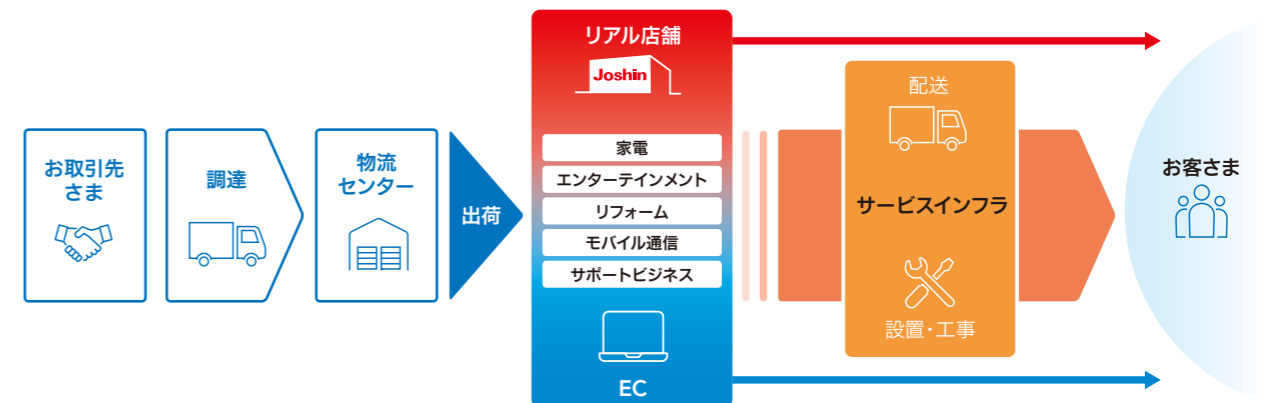 お取引先
さま
調達
物流
センター
出荷
リアル店舗
Joshin
家電
エンターテインメント
リフォーム
モバイル通信
サポートビジネス
EC
配送
サービスインフラ
設置・工事
お客さま